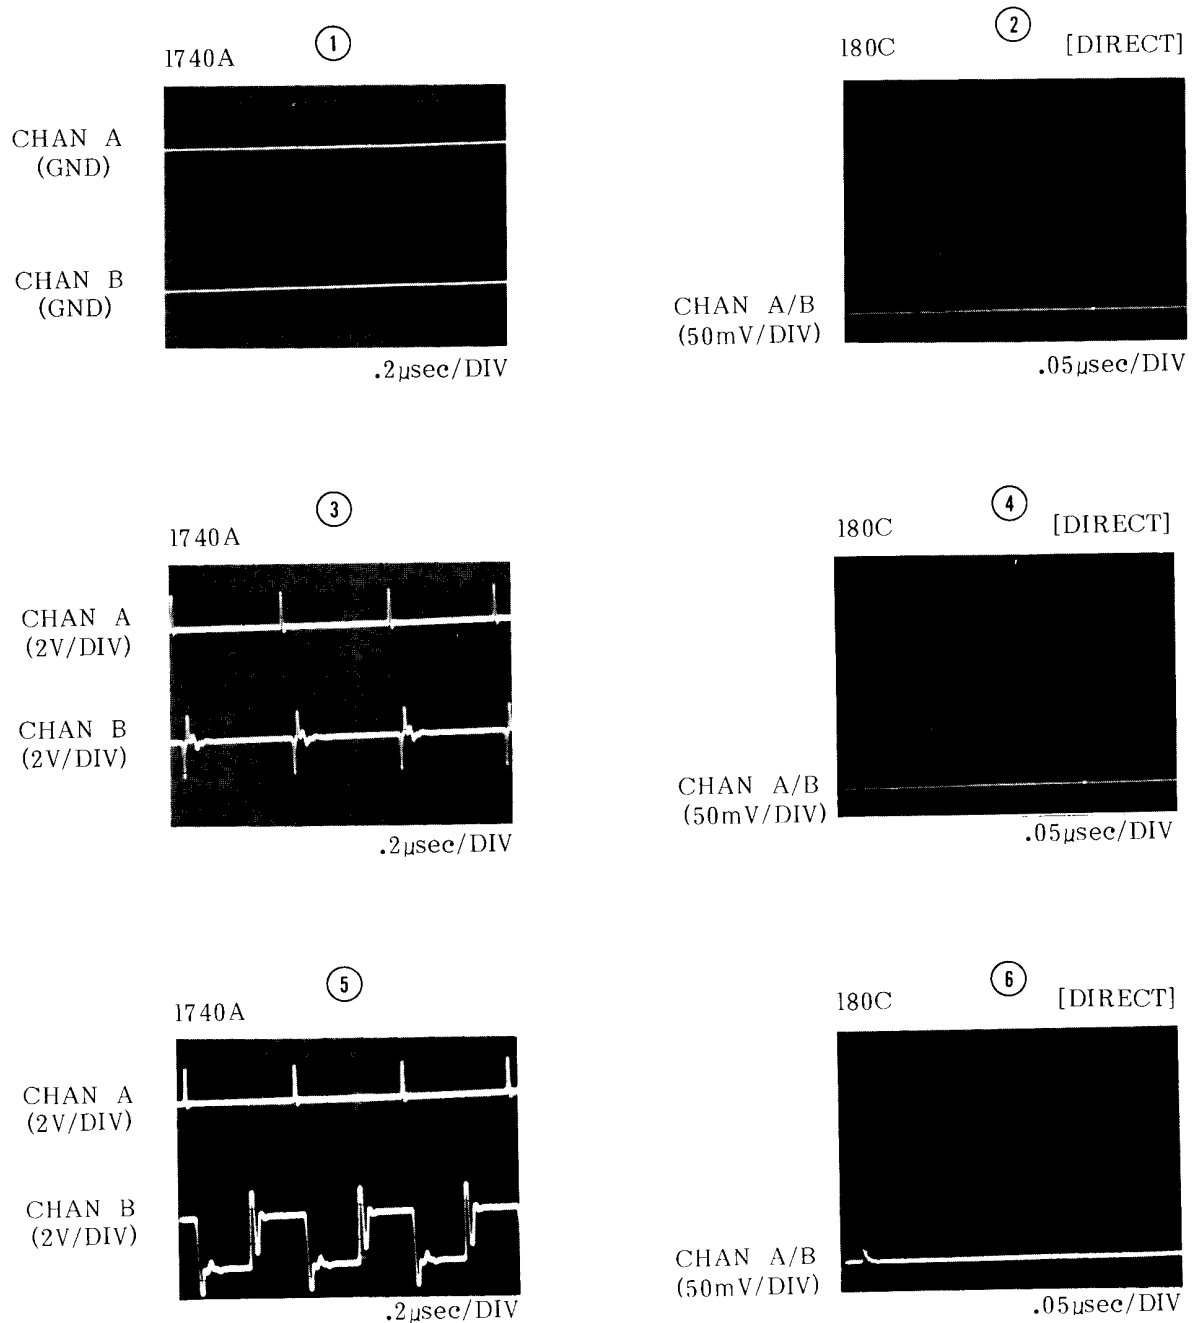 ①
1740A
CHAN A
(GND)
CHAN B
(GND)
.2μsec/DIV
②
180C [DIRECT]
CHAN A/B
(50mV/DIV)
.05μsec/DIV
③
1740A
CHAN A
(2V/DIV)
CHAN B
(2V/DIV)
.2μsec/DIV
④
180C [DIRECT]
CHAN A/B
(50mV/DIV)
.05μsec/DIV
⑤
1740A
CHAN A
(2V/DIV)
CHAN B
(2V/DIV)
.2μsec/DIV
⑥
180C [DIRECT]
CHAN A/B
(50mV/DIV)
.05μsec/DIV